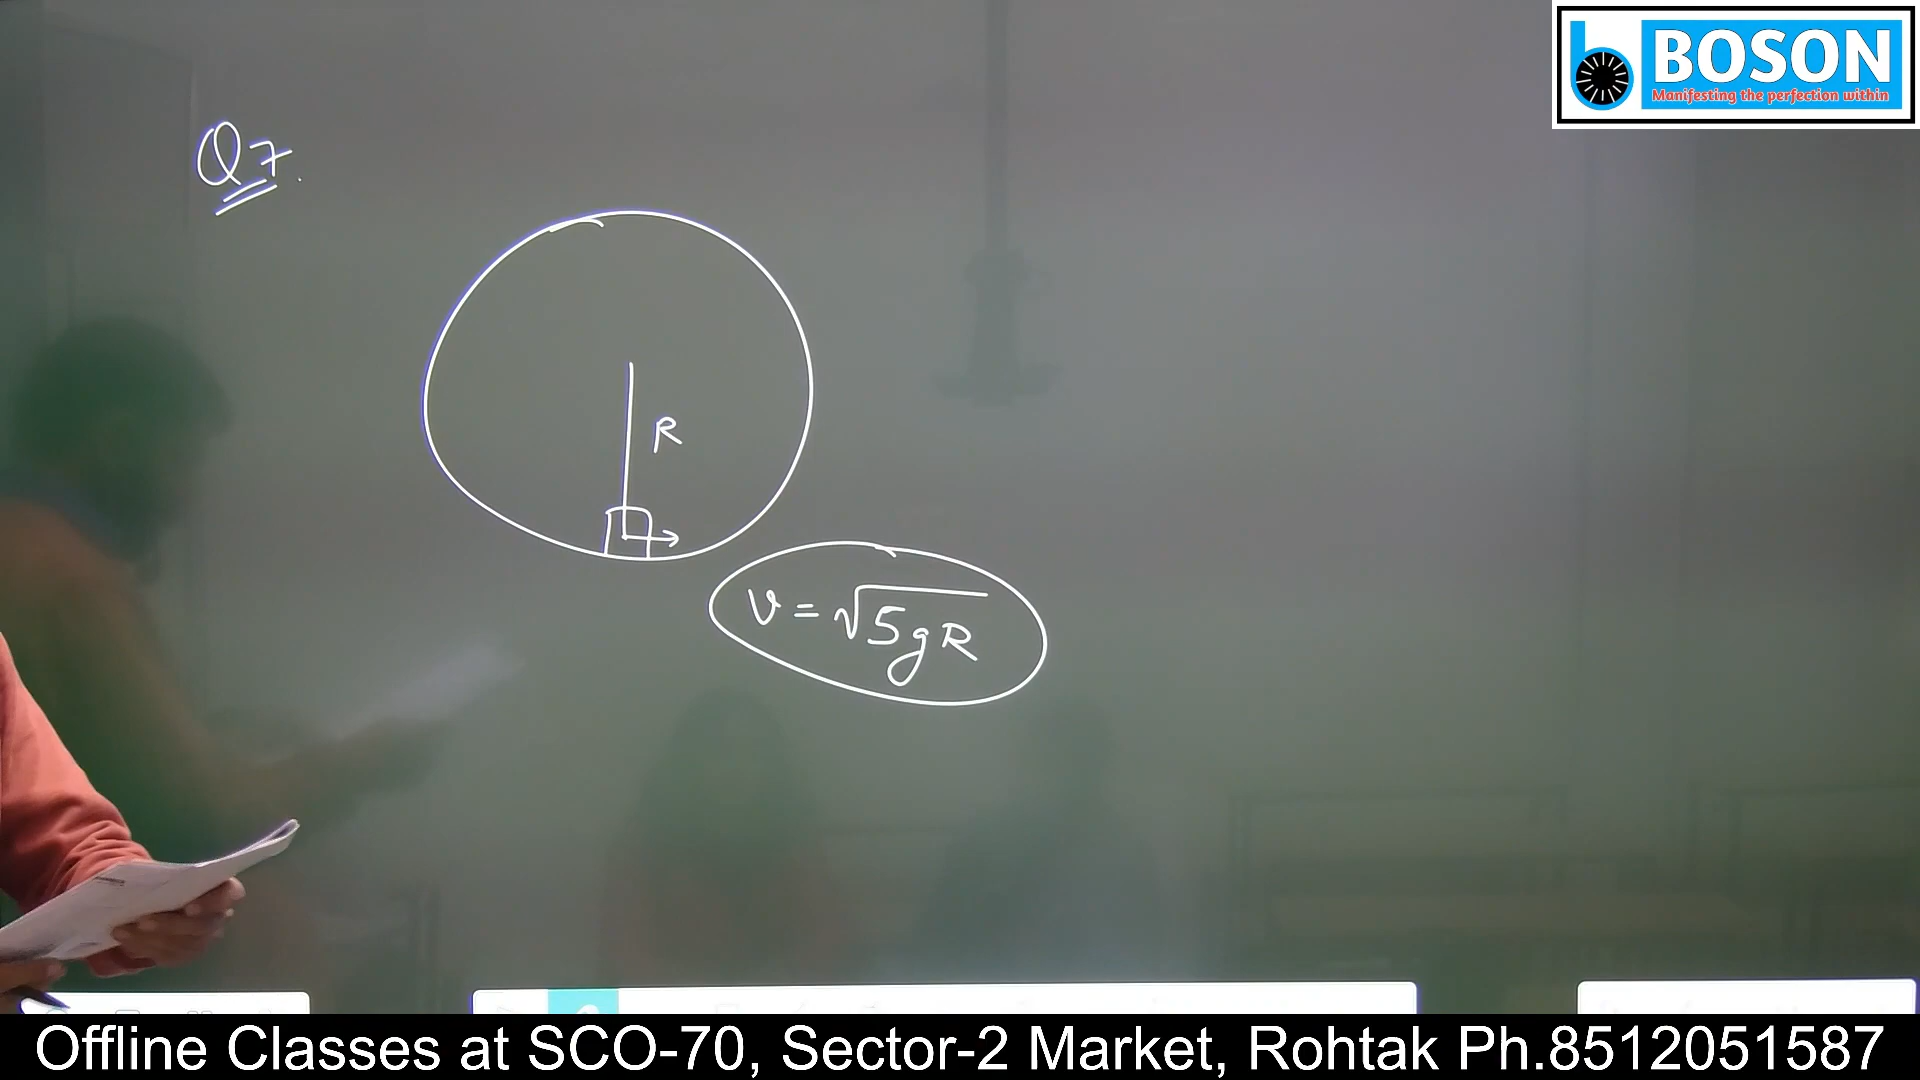 BOSON
Manifesting the perfection within
Q7.
R
v = √5gR
Offline Classes at SCO-70, Sector-2 Market, Rohtak Ph.8512051587